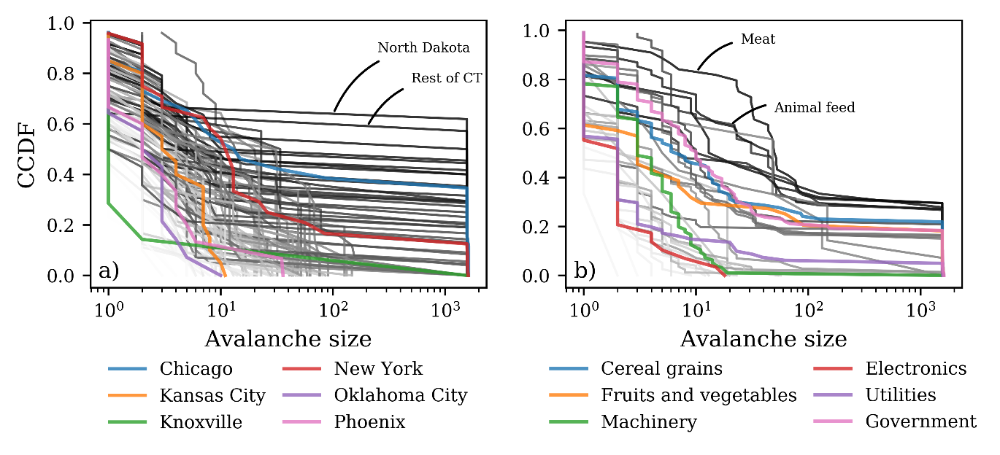 1.0
0.8
0.6
0.4
0.2
0.0
CCDF
North Dakota
Rest of CT
a)
10⁰ 10¹ 10² 10³
Avalanche size
Chicago New York
Kansas City Oklahoma City
Knoxville Phoenix
1.0
0.8
0.6
0.4
0.2
0.0
Meat
Animal feed
b)
10⁰ 10¹ 10² 10³
Avalanche size
Cereal grains Electronics
Fruits and vegetables Utilities
Machinery Government